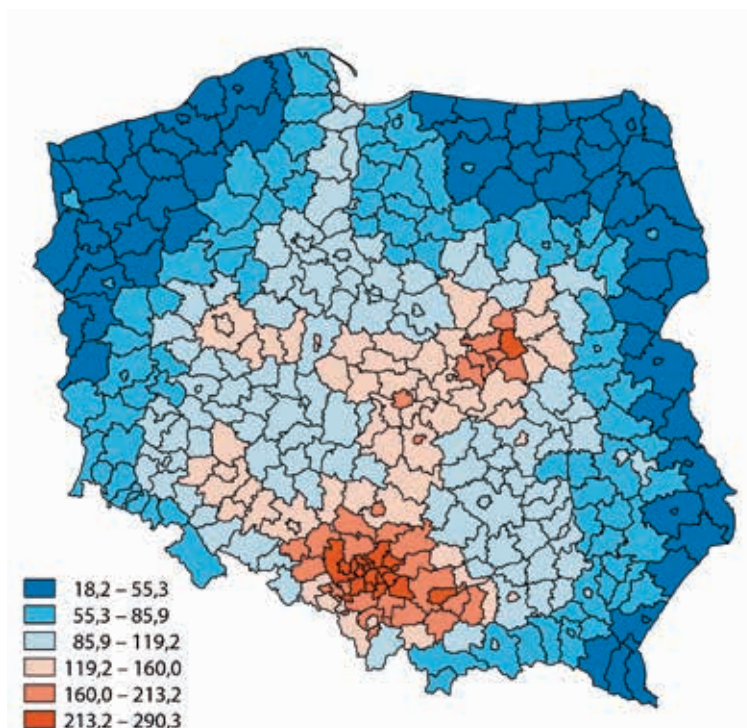 18,2 – 55,3
55,3 – 85,9
85,9 – 119,2
119,2 – 160,0
160,0 – 213,2
213,2 – 290,3